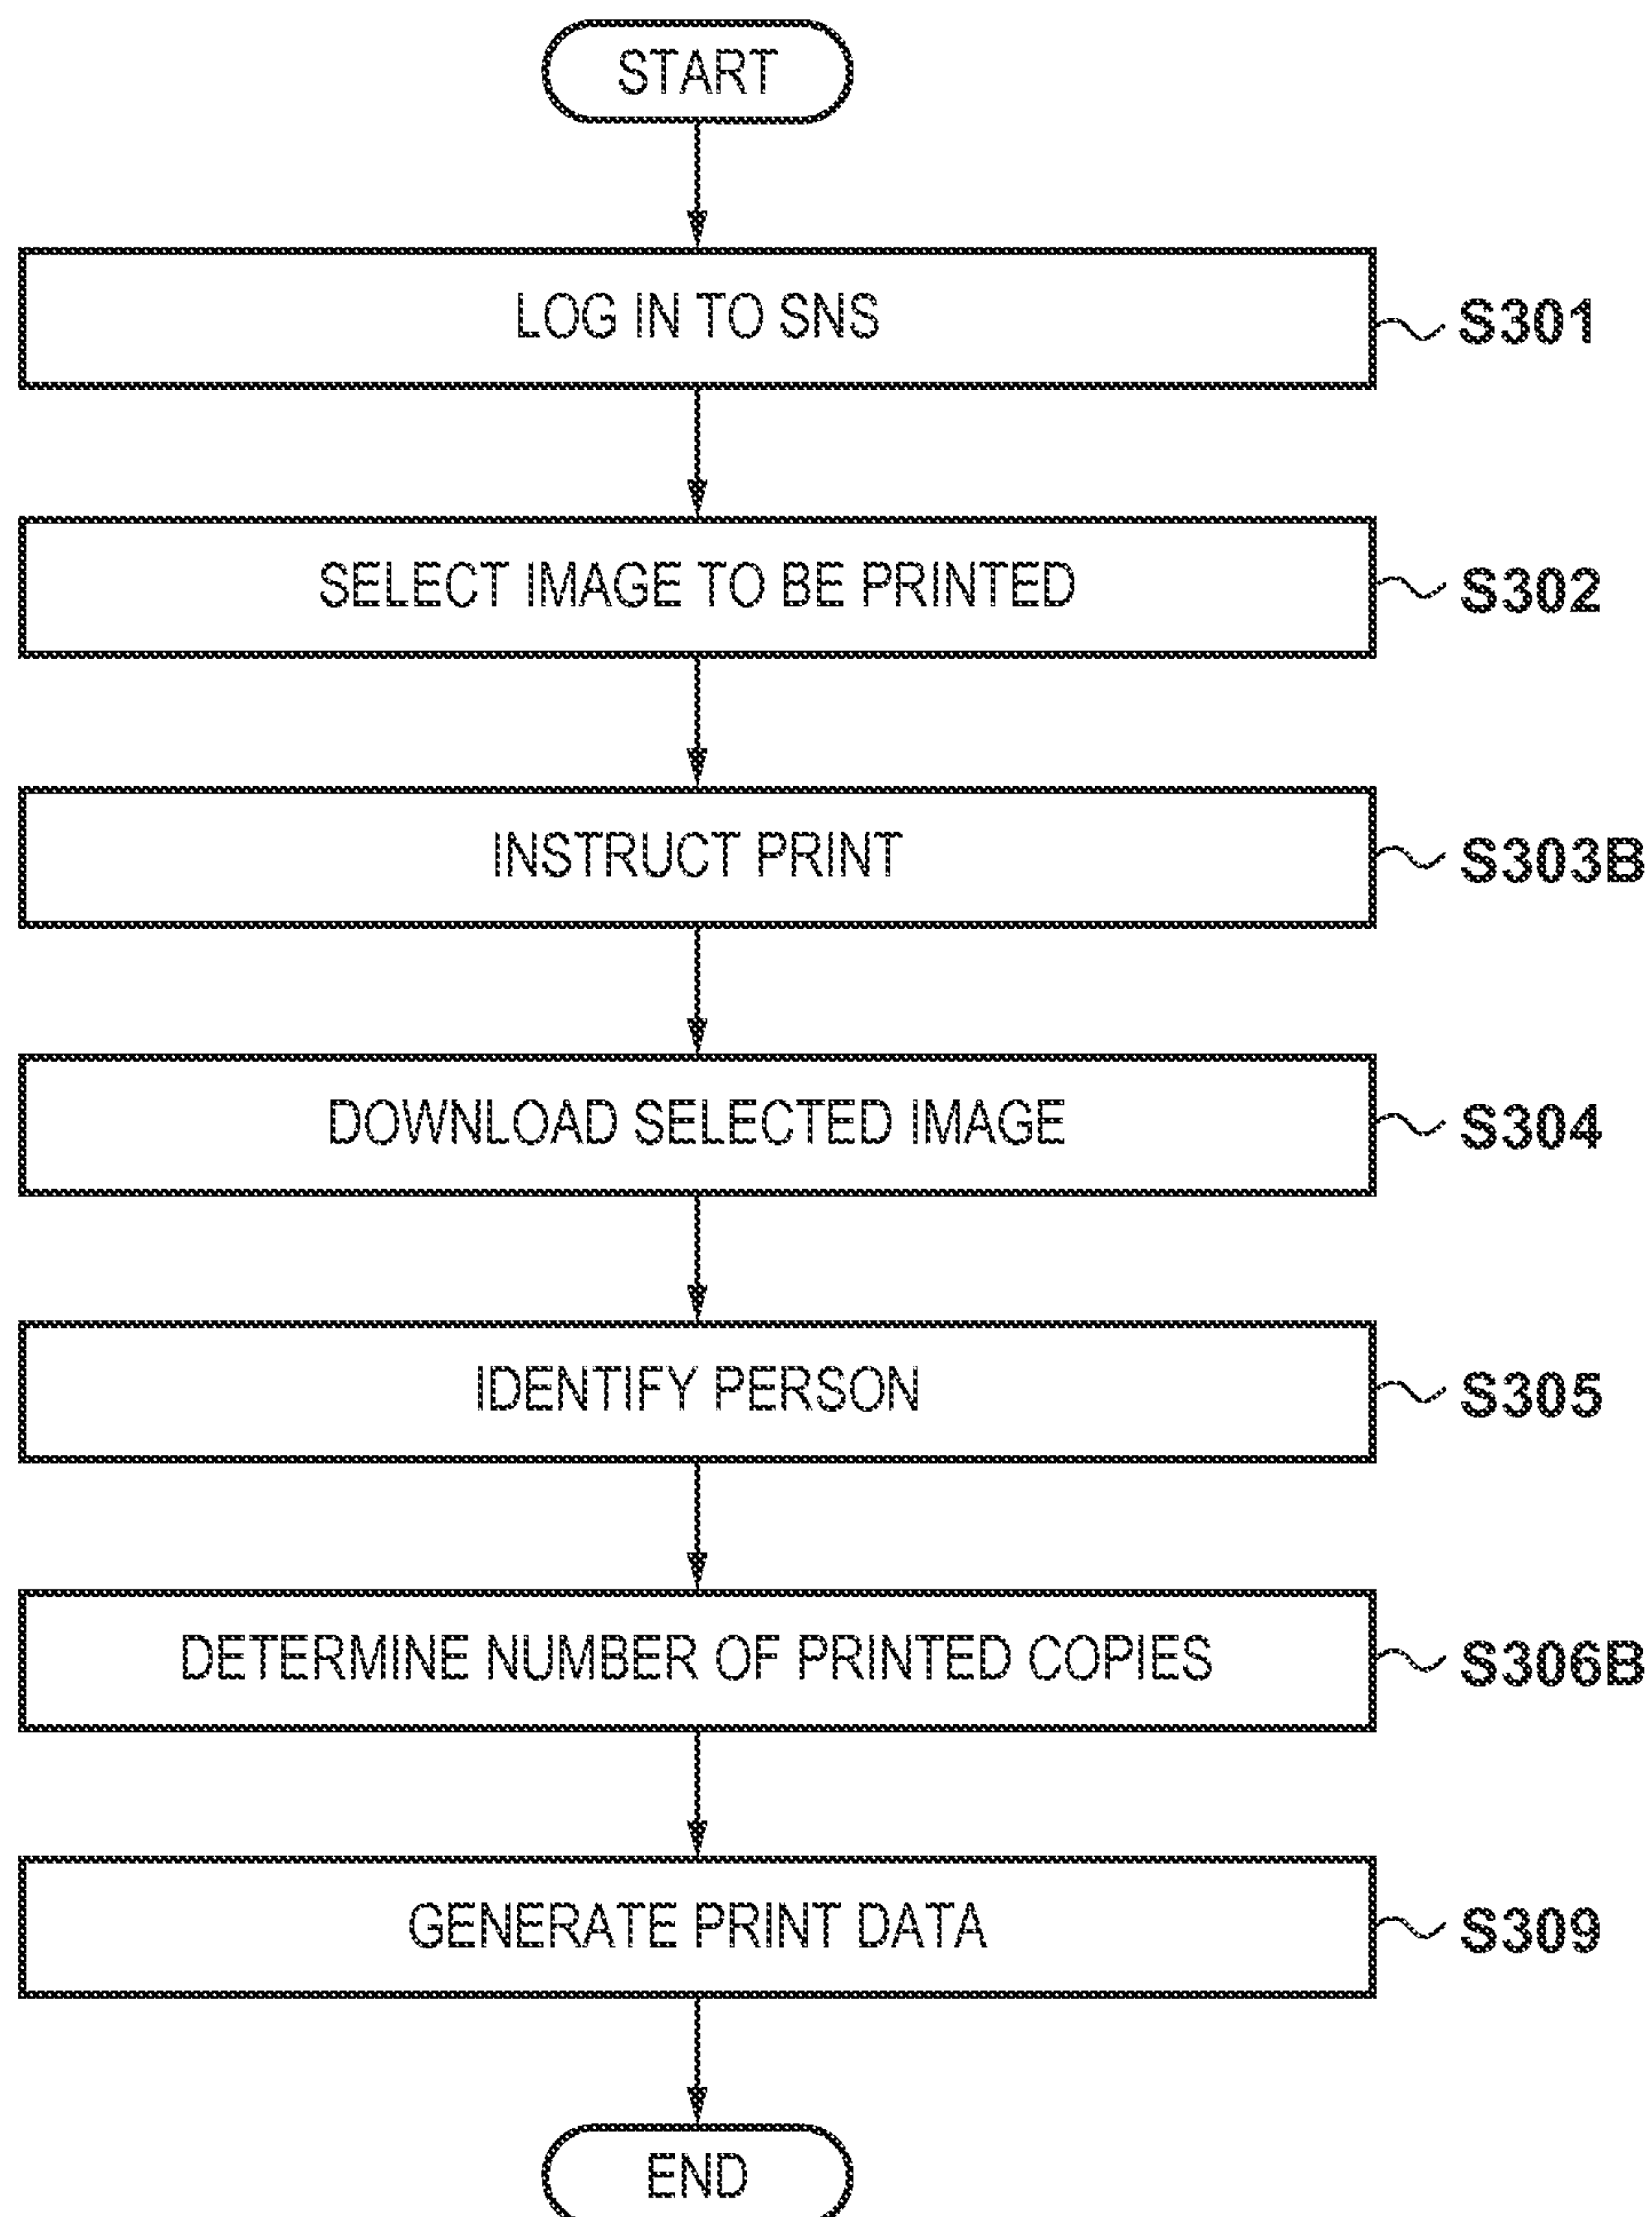 START
LOG IN TO SNS
S301
SELECT IMAGE TO BE PRINTED
S302
INSTRUCT PRINT
S303B
DOWNLOAD SELECTED IMAGE
S304
IDENTIFY PERSON
S305
DETERMINE NUMBER OF PRINTED COPIES
S306B
GENERATE PRINT DATA
S309
END